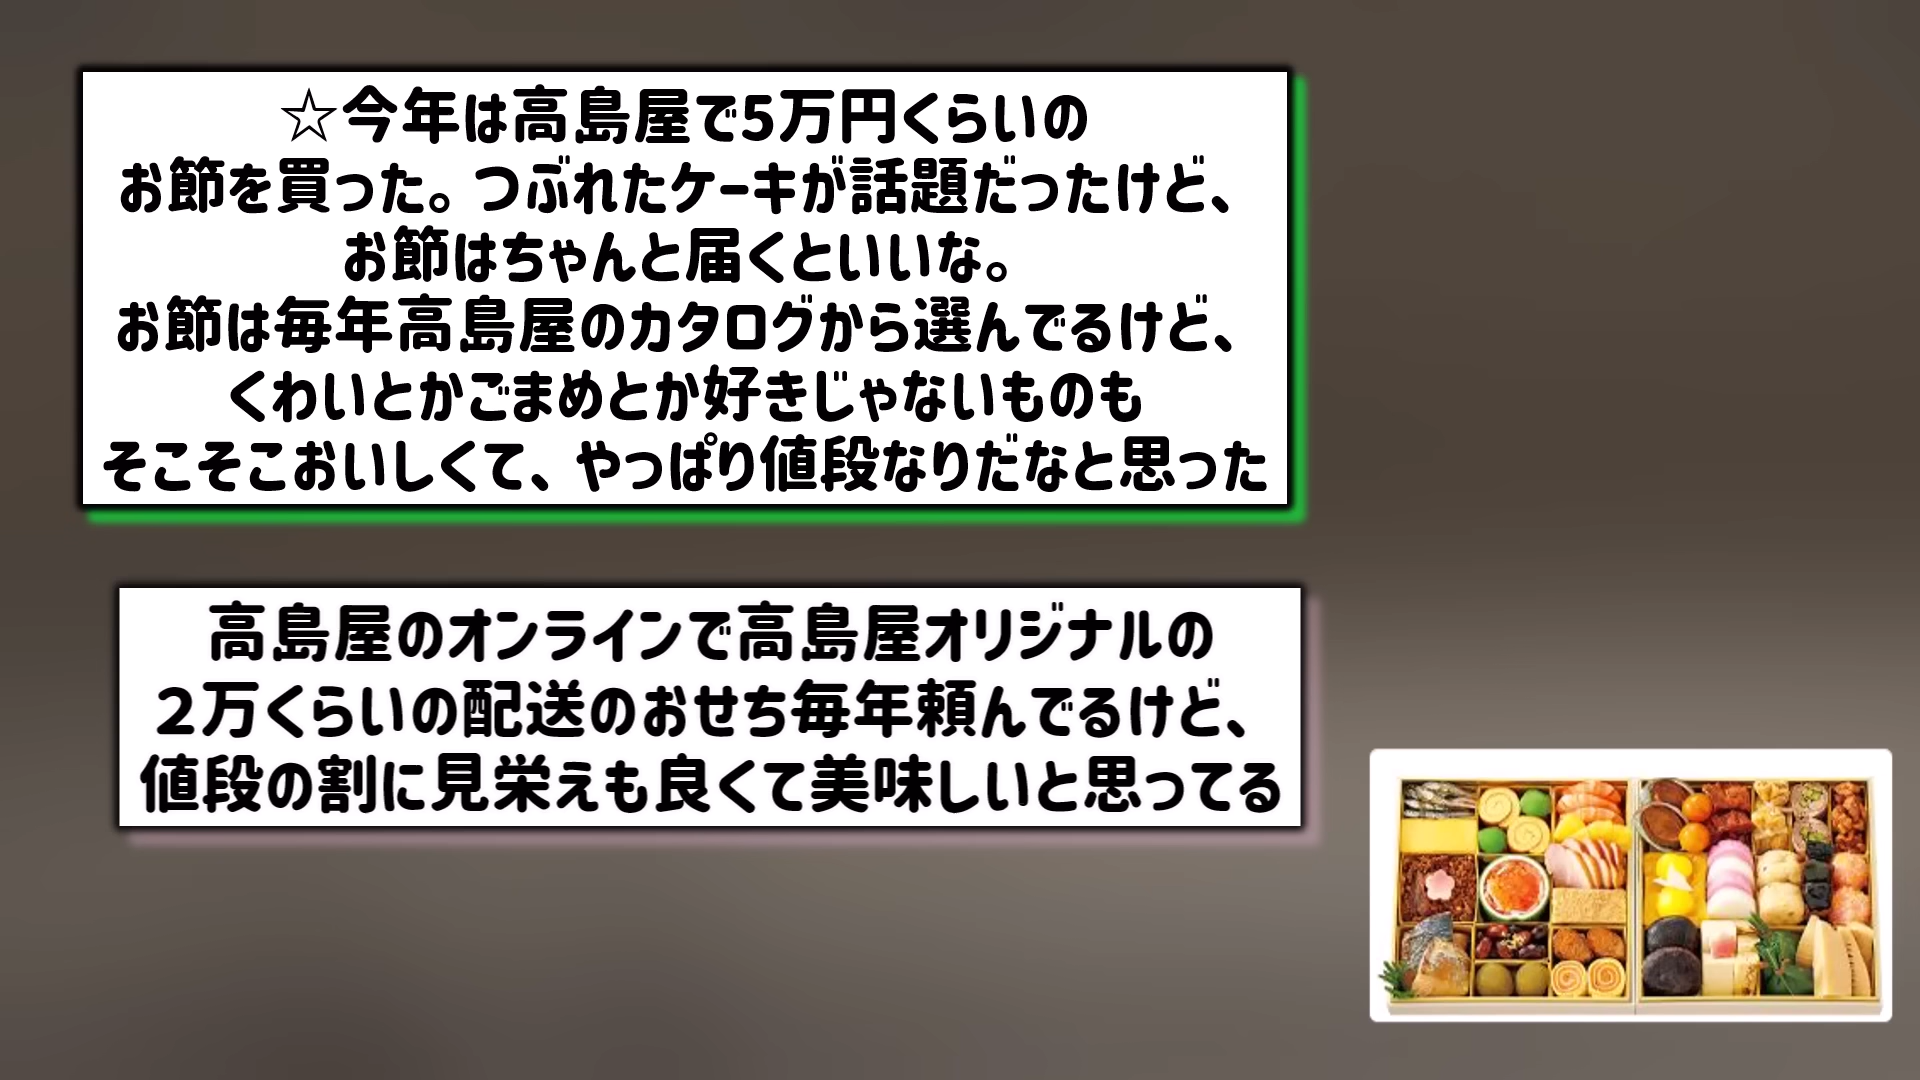 ☆今年は高島屋で5万円くらいの
お節を買った。つぶれたケーキが話題だったけど、
お節はちゃんと届くといいな。
お節は毎年高島屋のカタログから選んでるけど、
くわいとかごまめとか好きじゃないものも
そこそこおいしくて、やっぱり値段なりだなと思った
高島屋のオンラインで高島屋オリジナルの
２万くらいの配送のおせち毎年頼んでるけど、
値段の割に見栄えも良くて美味しいと思ってる